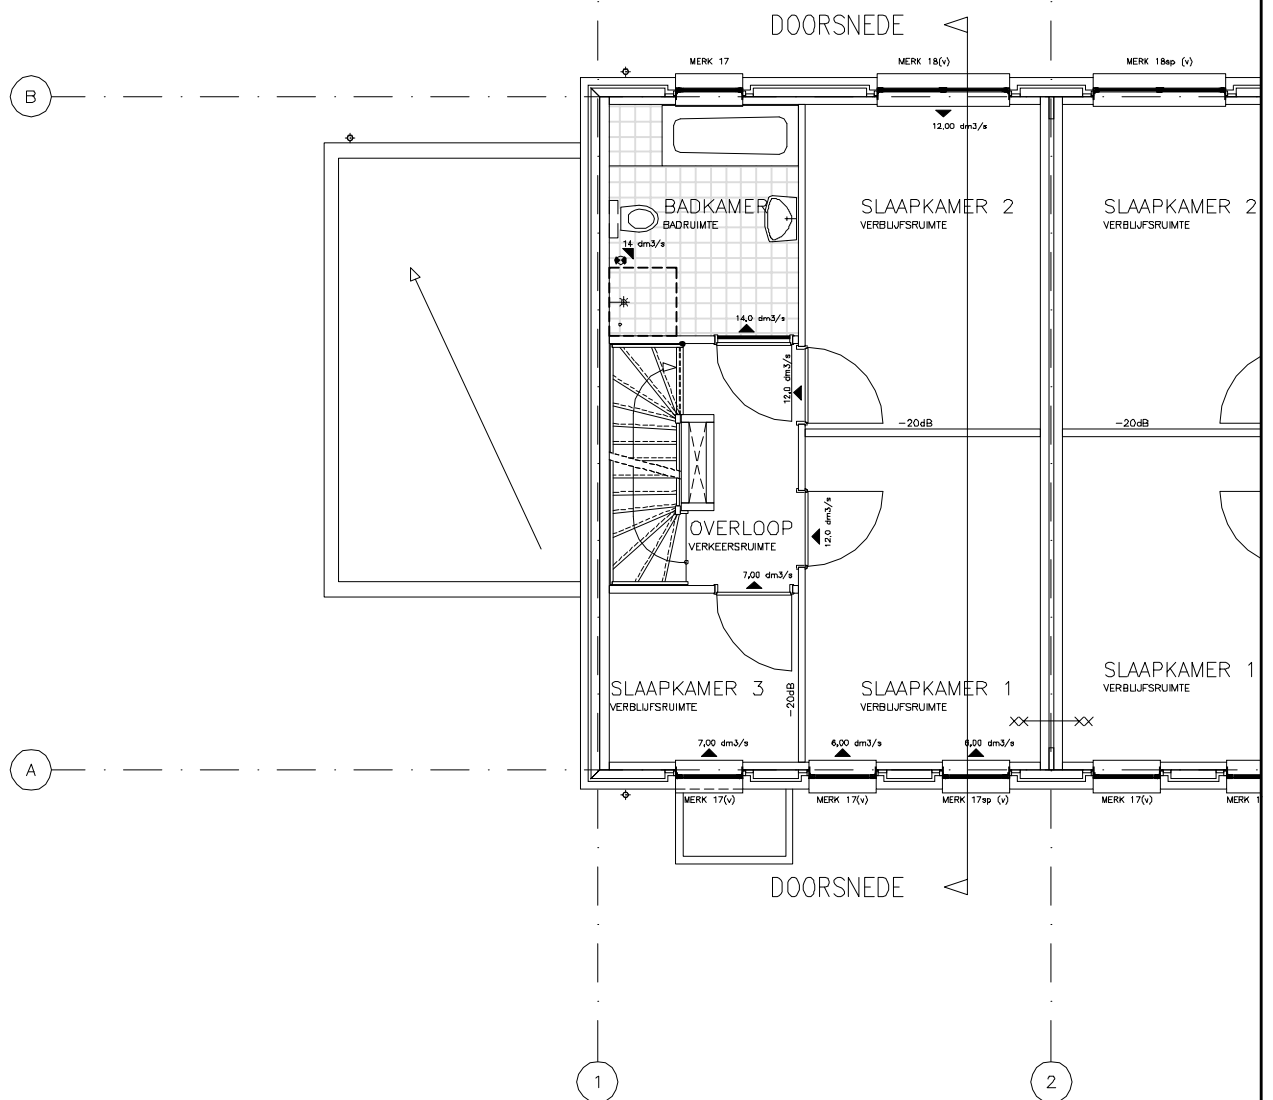 DOORSNEDE
MERK 17
MERK 18(v)
MERK 18sp (v)
B
12,00 dm3/s
BADKAMER
BADRUIMTE
SLAAPKAMER 2
VERBLIJFSRUIMTE
SLAAPKAMER 2
VERBLIJFSRUIMTE
14 dm3/s
14,0 dm3/s
12,0 dm3/s
-20dB
-20dB
OVERLOOP
VERKEERSRUIMTE
12,0 dm3/s
7,00 dm3/s
SLAAPKAMER 3
VERBLIJFSRUIMTE
-20dB
SLAAPKAMER 1
VERBLIJFSRUIMTE
SLAAPKAMER 1
VERBLIJFSRUIMTE
7,00 dm3/s
6,00 dm3/s
6,00 dm3/s
A
MERK 17(v)
MERK 17(v)
MERK 17sp (v)
MERK 17(v)
MERK 1
DOORSNEDE
1
2